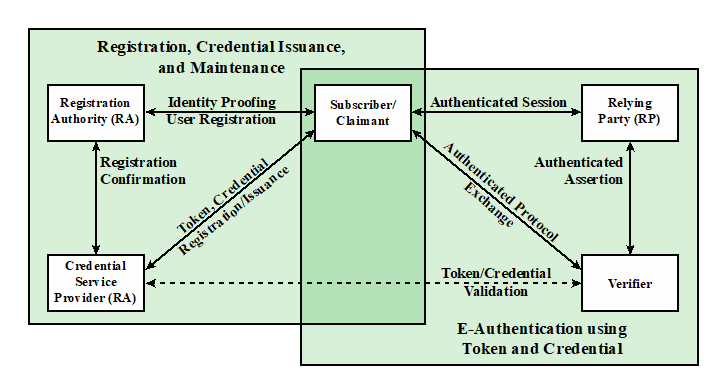 Registration, Credential Issuance,
and Maintenance
Registration
Authority (RA)
Identity Proofing
User Registration
Subscriber/
Claimant
Authenticated Session
Relying
Party (RP)
Registration
Confirmation
Token, Credential
Registration/Issuance
Authenticated Protocol
Exchange
Authenticated
Assertion
Credential
Service
Provider (RA)
Token/Credential
Validation
Verifier
E-Authentication using
Token and Credential